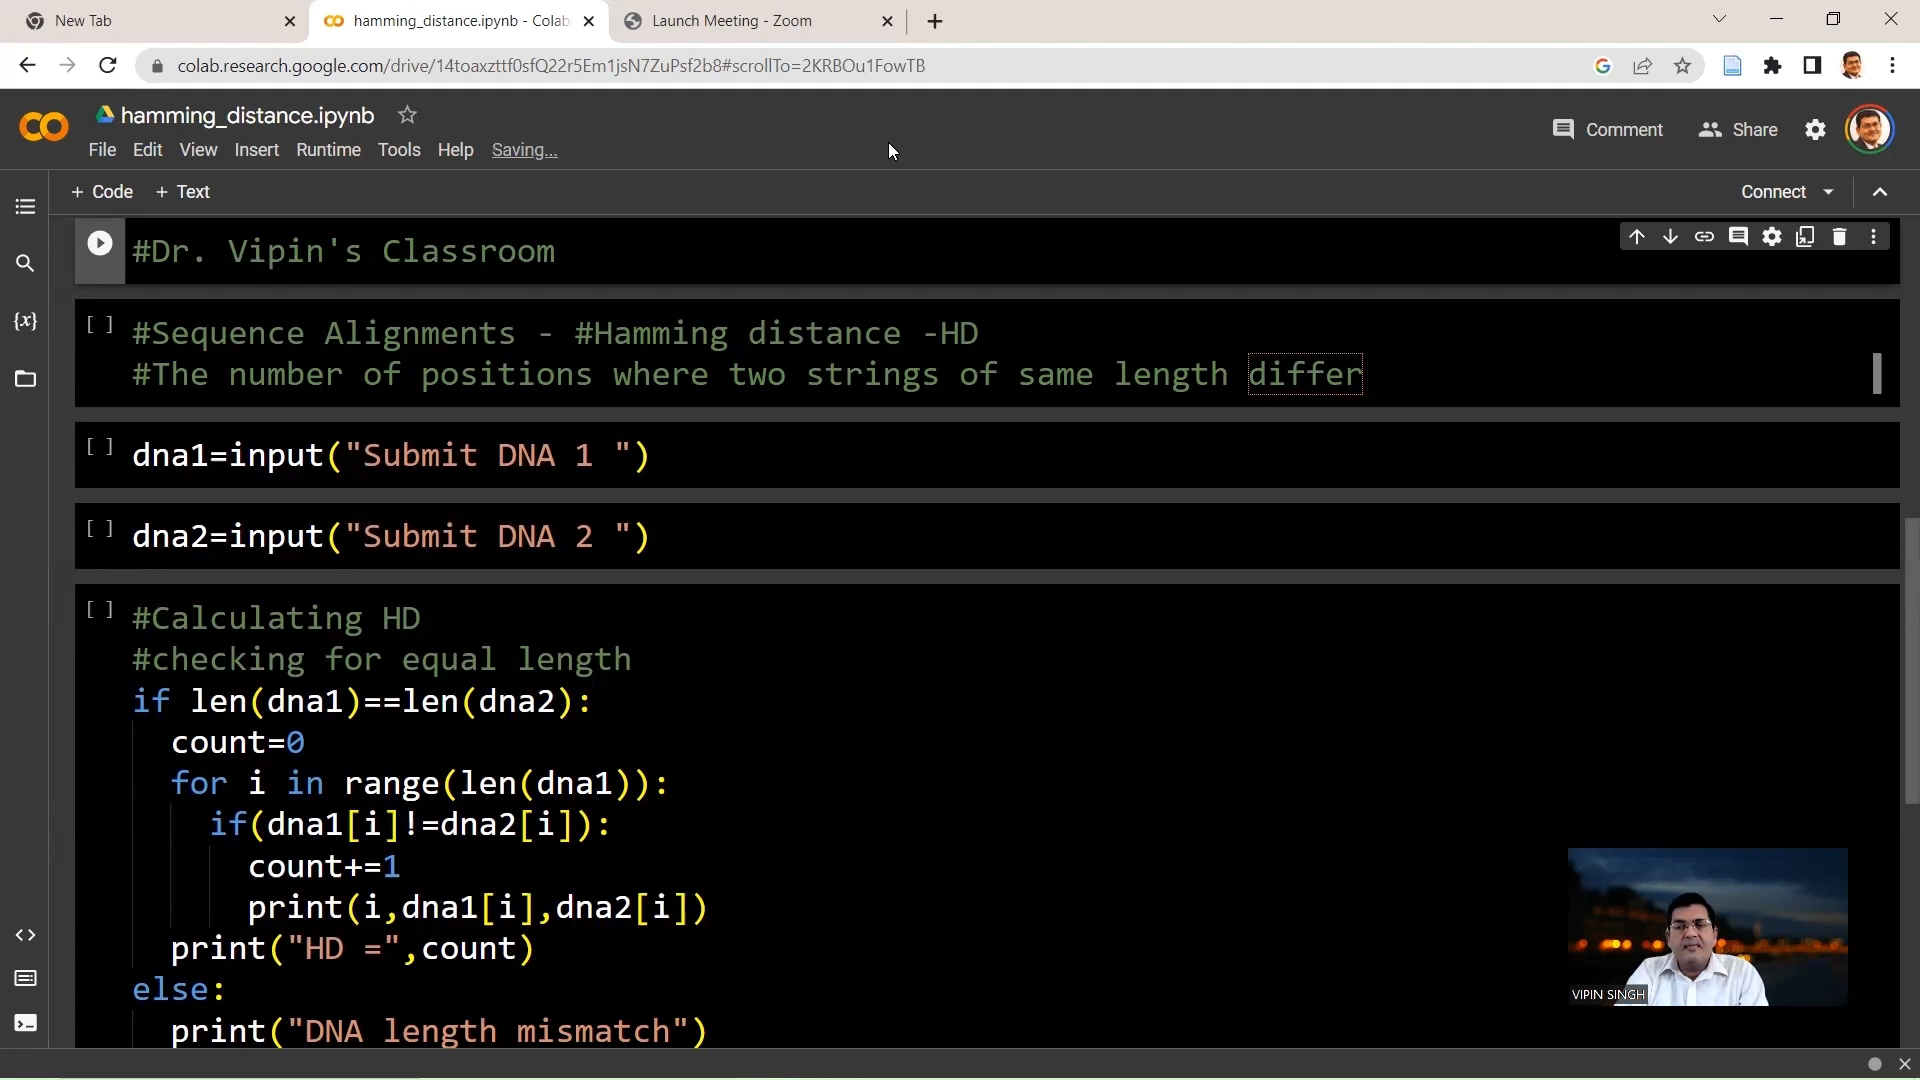 New Tab
hamming_distance.ipynb - Colab
Launch Meeting - Zoom
colab.research.google.com/drive/14toaxzttf0sfQ22r5Em1jsN7ZuPsf2b8#scrollTo=2KRBOu1FowTB
hamming_distance.ipynb
Comment
Share
File Edit View Insert Runtime Tools Help Saving...
+ Code + Text
Connect
#Dr. Vipin's Classroom
[ ] #Sequence Alignments - #Hamming distance -HD
#The number of positions where two strings of same length differ
[ ] dna1=input("Submit DNA 1 ")
[ ] dna2=input("Submit DNA 2 ")
[ ] #Calculating HD
#checking for equal length
if len(dna1)==len(dna2):
  count=0
  for i in range(len(dna1)):
    if(dna1[i]!=dna2[i]):
      count+=1
      print(i,dna1[i],dna2[i])
  print("HD =",count)
else:
  print("DNA length mismatch")
{x}
VIPIN SINGH